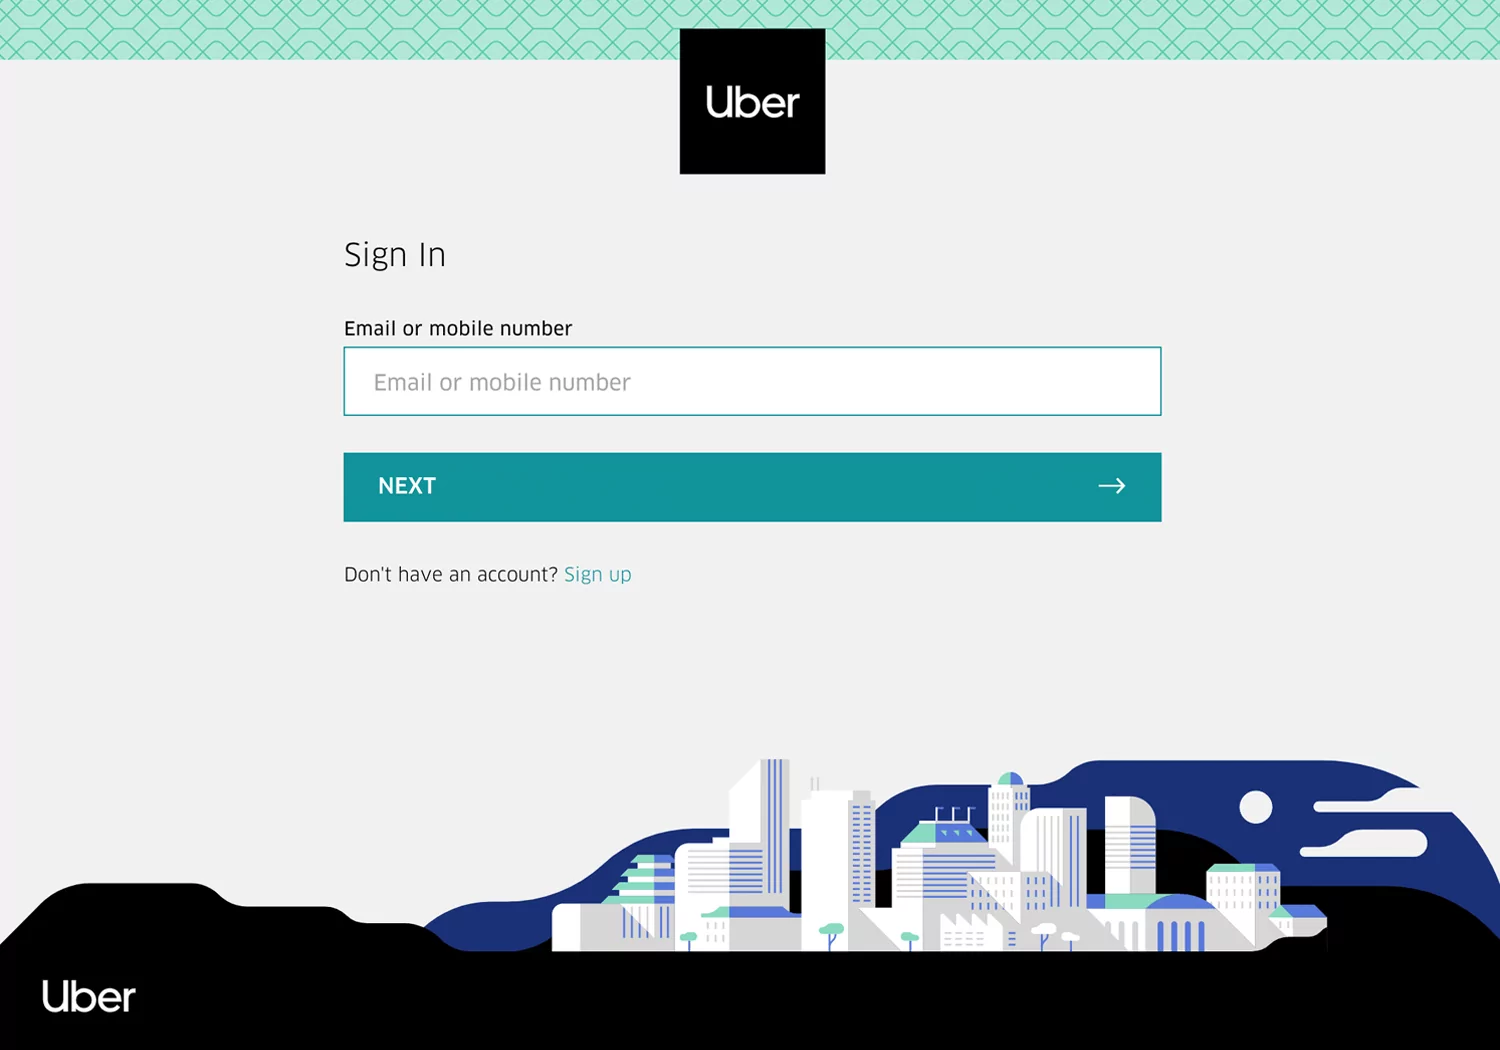 Uber
Sign In
Email or mobile number
Email or mobile number
NEXT
Don't have an account? Sign up
Uber